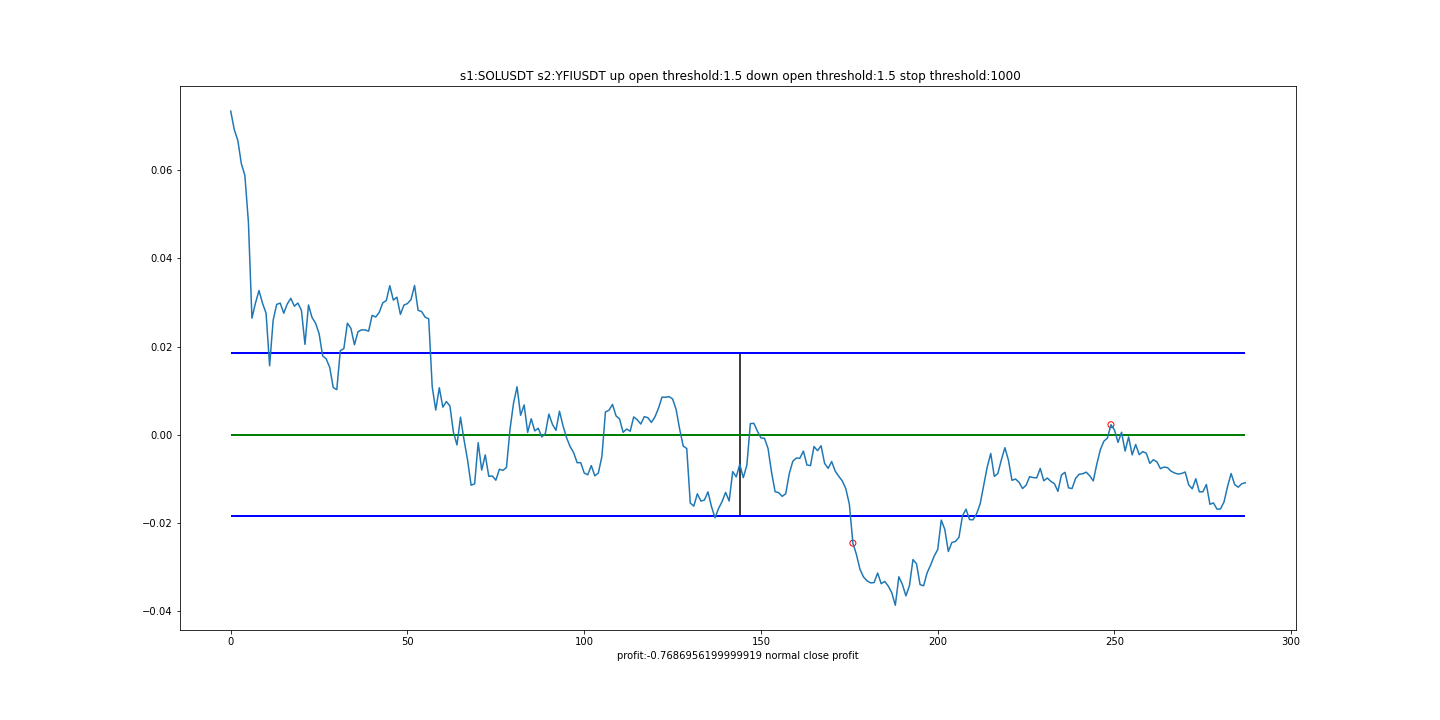 s1:SOLUSDT s2:YFIUSDT up open threshold:1.5 down open threshold:1.5 stop threshold:1000
0.06
0.04
0.02
0.00
−0.02
−0.04
0 50 100 150 200 250 300
profit:-0.7686956199999919 normal close profit